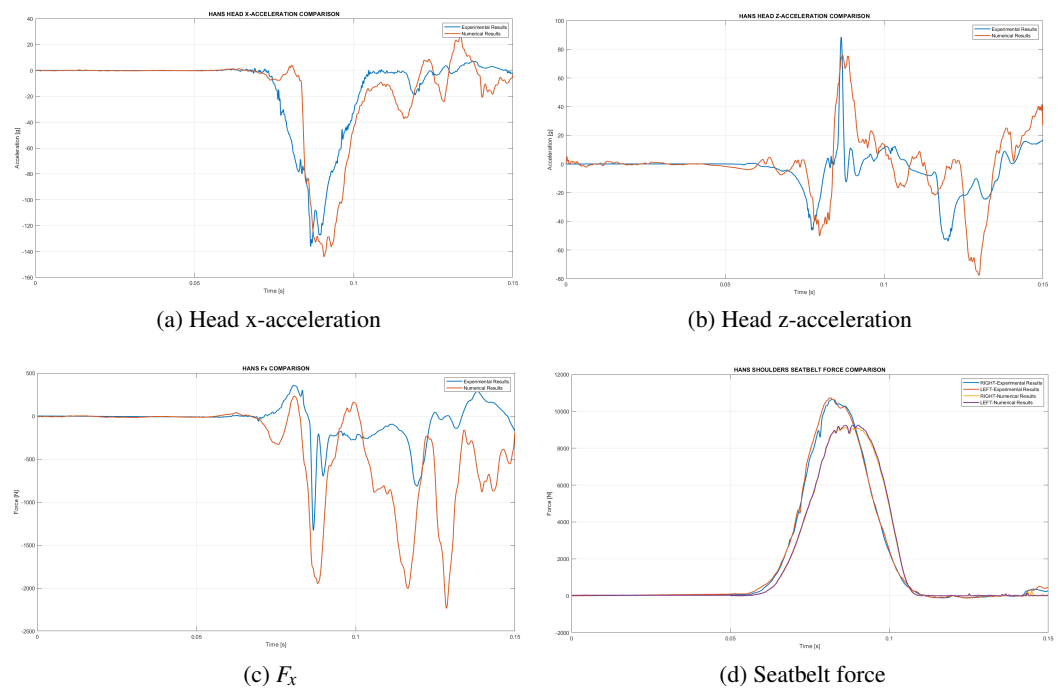 HANS HEAD X-ACCELERATION COMPARISON
Experimental Results
Numerical Results
40
20
0
-20
-40
-60
-80
-100
-120
-140
-160
Acceleration [g]
0 0.05 0.1 0.15
Time [s]
(a) Head x-acceleration
HANS HEAD Z-ACCELERATION COMPARISON
Experimental Results
Numerical Results
100
80
60
40
20
0
-20
-40
-60
-80
Acceleration [g]
0 0.05 0.1 0.15
Time [s]
(b) Head z-acceleration
HANS Fx COMPARISON
Experimental Results
Numerical Results
500
0
-500
-1000
-1500
-2000
-2500
Force [N]
0 0.05 0.1 0.15
Time [s]
(c) Fx
HANS SHOULDERS SEATBELT FORCE COMPARISON
RIGHT-Experimental Results
LEFT-Experimental Results
RIGHT-Numerical Results
LEFT-Numerical Results
12000
10000
8000
6000
4000
2000
0
-2000
Force [N]
0 0.05 0.1 0.15
Time [s]
(d) Seatbelt force